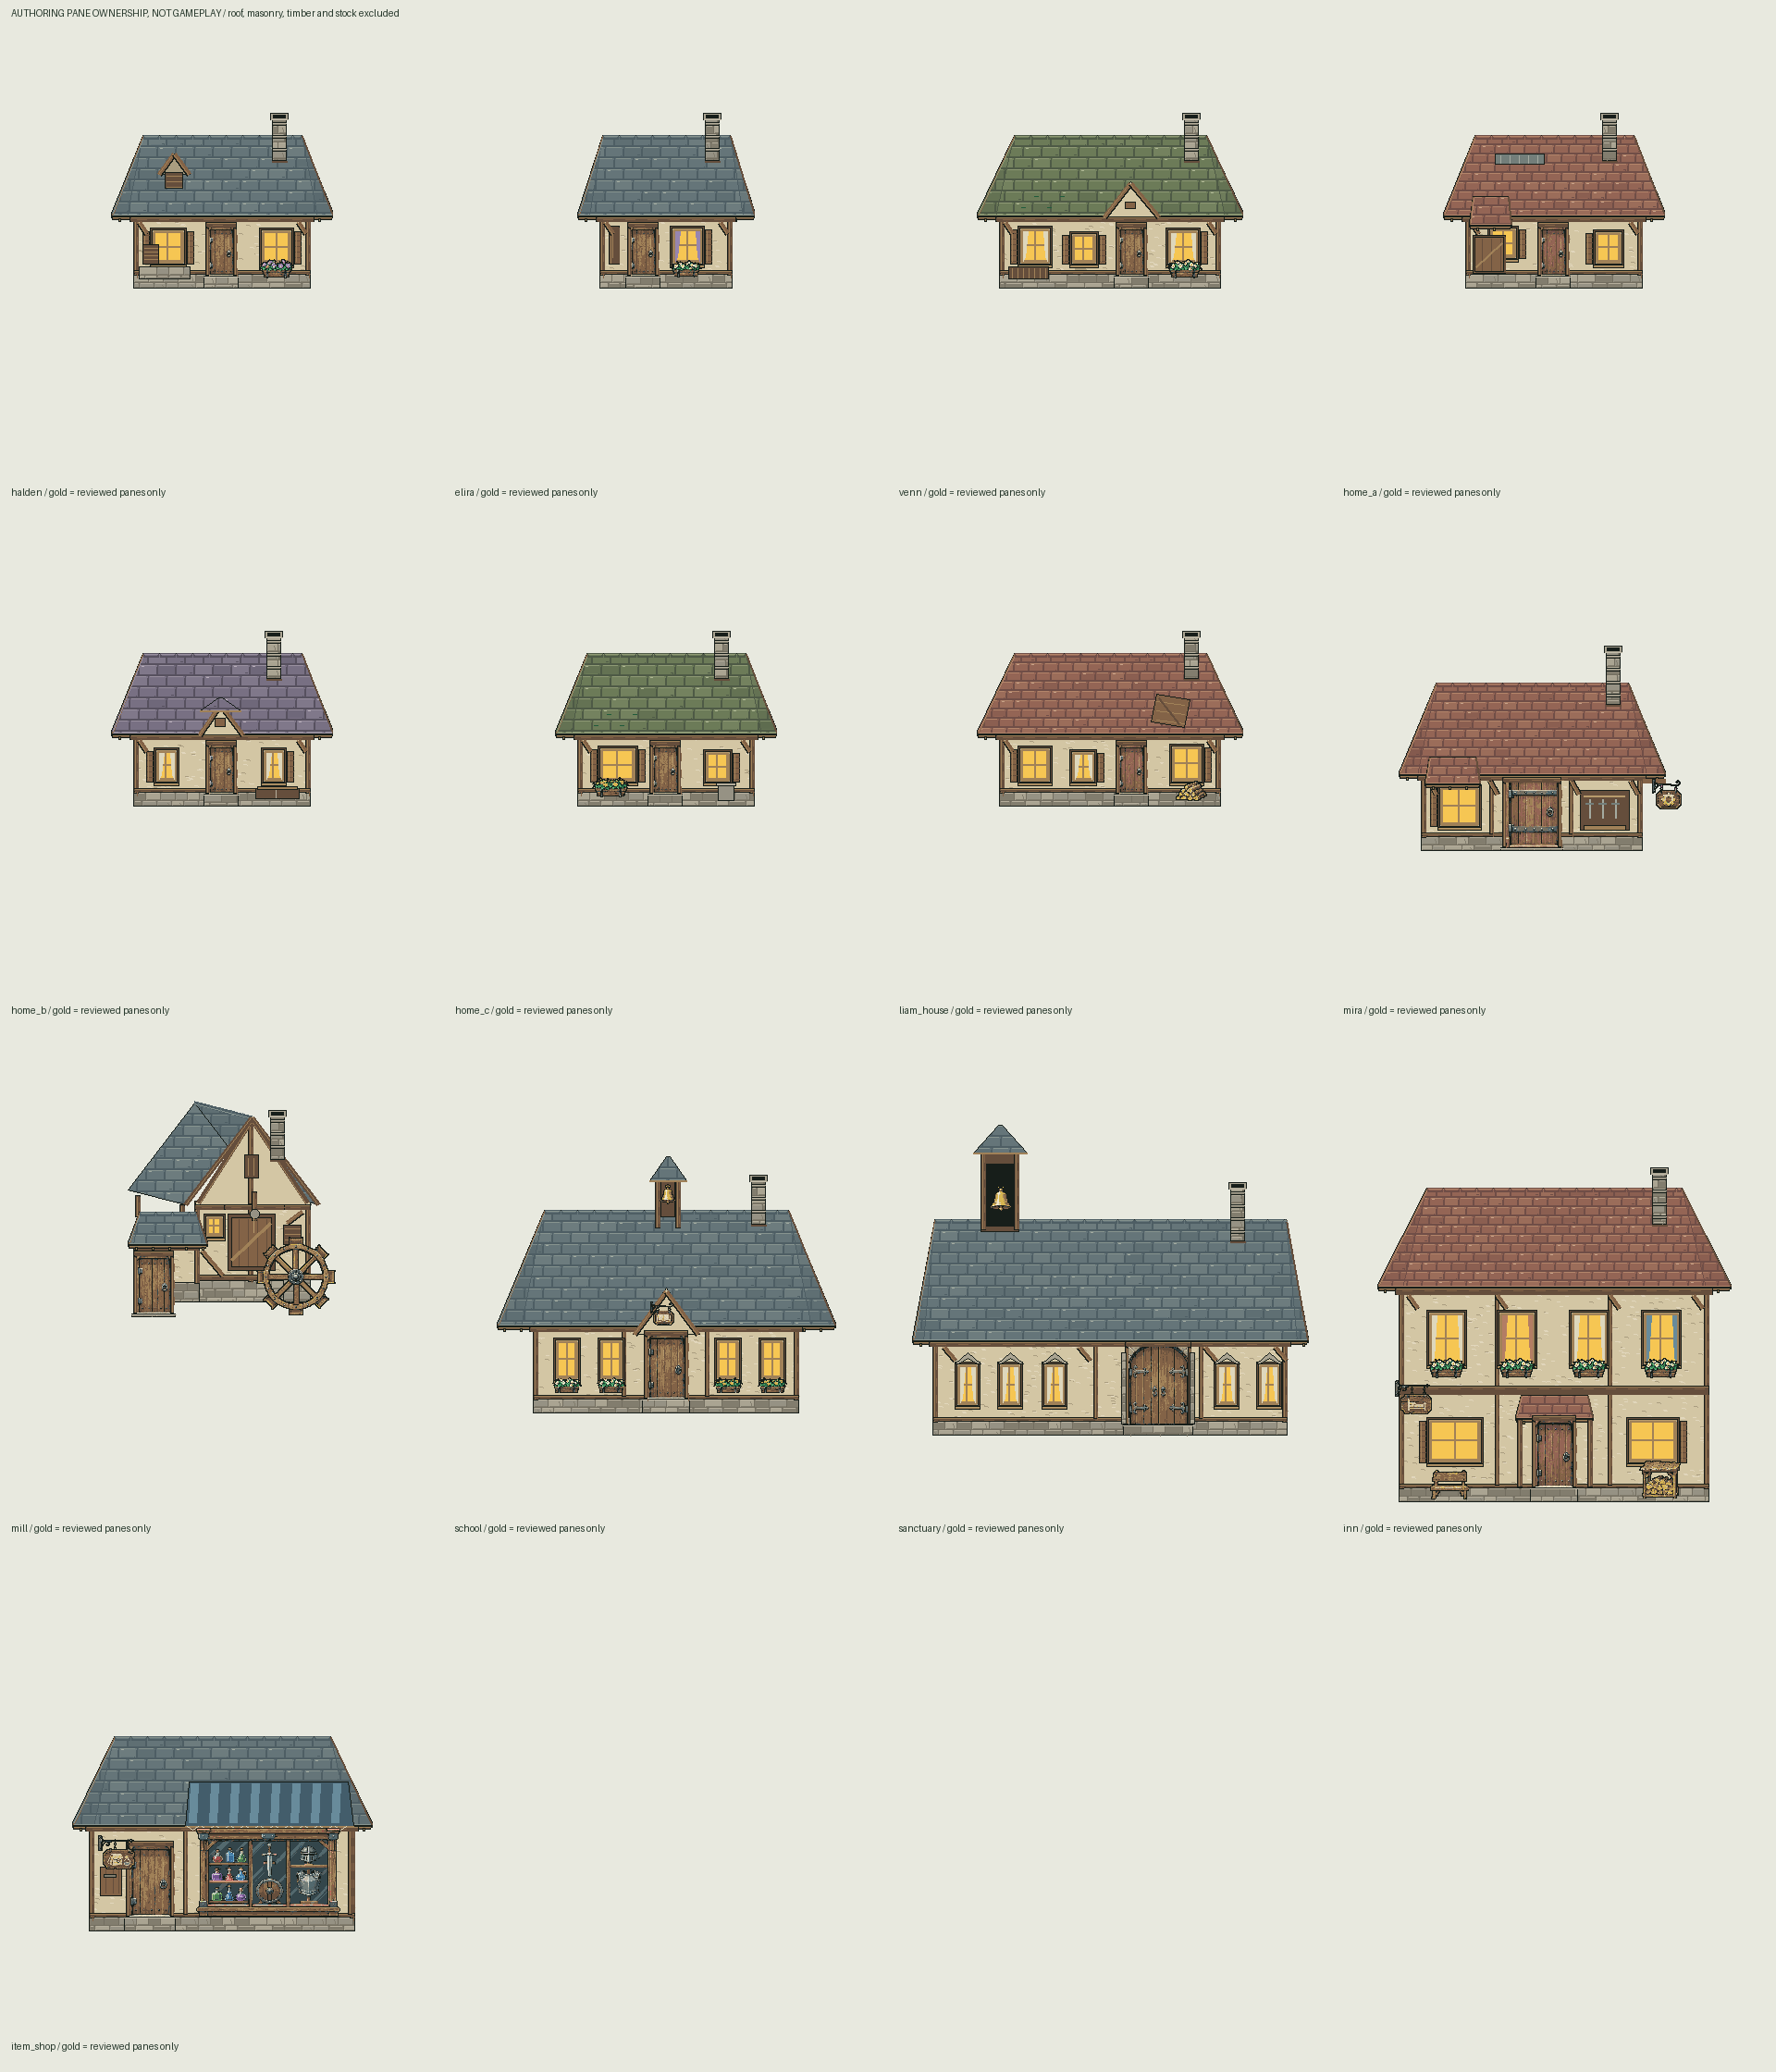 AUTHORING PANE OWNERSHIP, NOT GAMEPLAY / roof, masonry, timber and stock excluded
halden / gold = reviewed panes only
elira / gold = reviewed panes only
venn / gold = reviewed panes only
home_a / gold = reviewed panes only
home_b / gold = reviewed panes only
home_c / gold = reviewed panes only
liam_house / gold = reviewed panes only
mira / gold = reviewed panes only
mill / gold = reviewed panes only
school / gold = reviewed panes only
sanctuary / gold = reviewed panes only
inn / gold = reviewed panes only
item_shop / gold = reviewed panes only